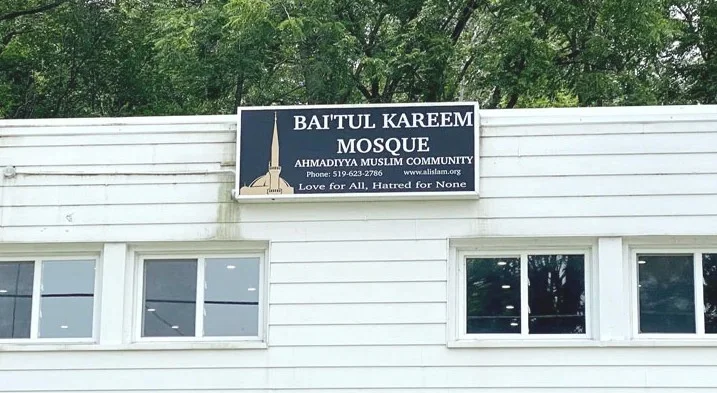 BAI'TUL KAREEM
MOSQUE
AHMADIYYA MUSLIM COMMUNITY
Phone: 519-623-2786 www.alislam.org
Love for All, Hatred for None